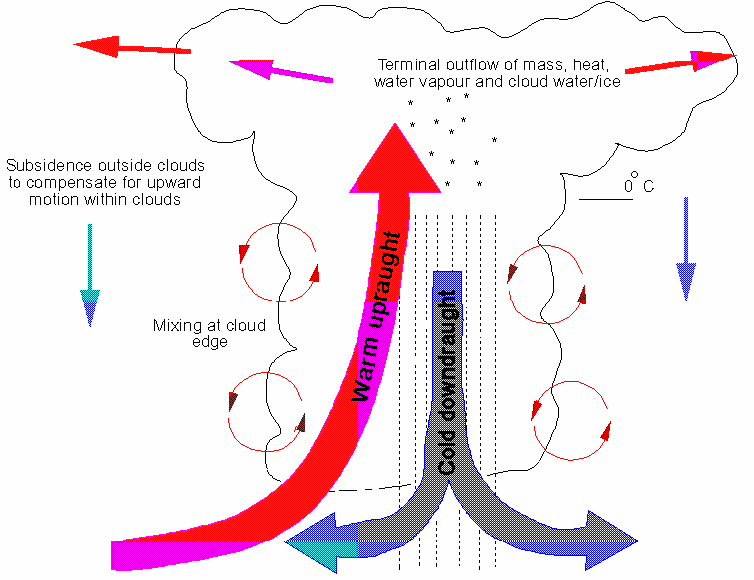 Terminal outflow of mass, heat,
water vapour and cloud water/ice
Subsidence outside clouds
to compensate for upward
motion within clouds
0° C
Warm upraught
Cold downdraught
Mixing at cloud
edge